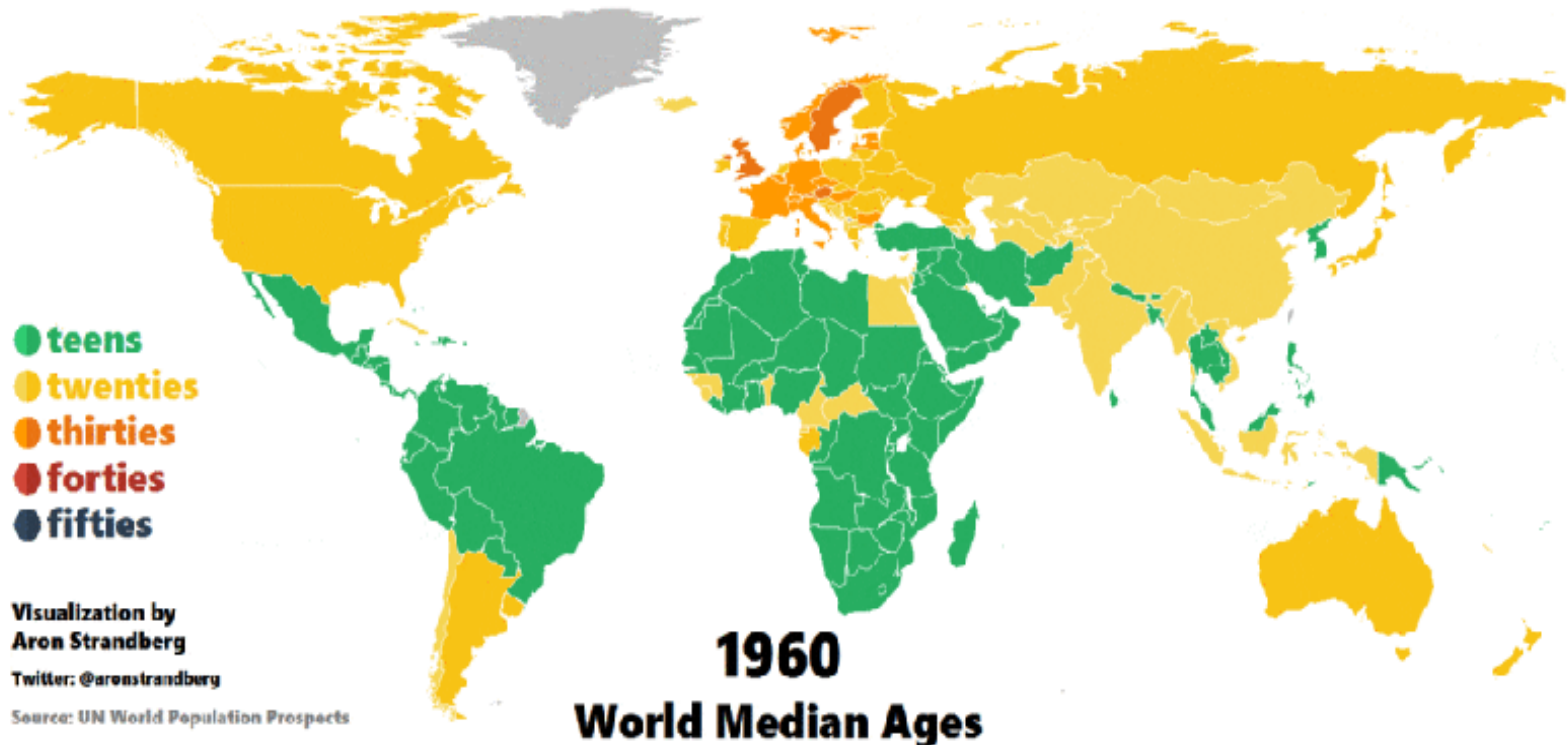 teens
twenties
thirties
forties
fifties
Visualization by
Aron Strandberg
Twitter: @aronstrandberg
Source: UN World Population Prospects
1960
World Median Ages